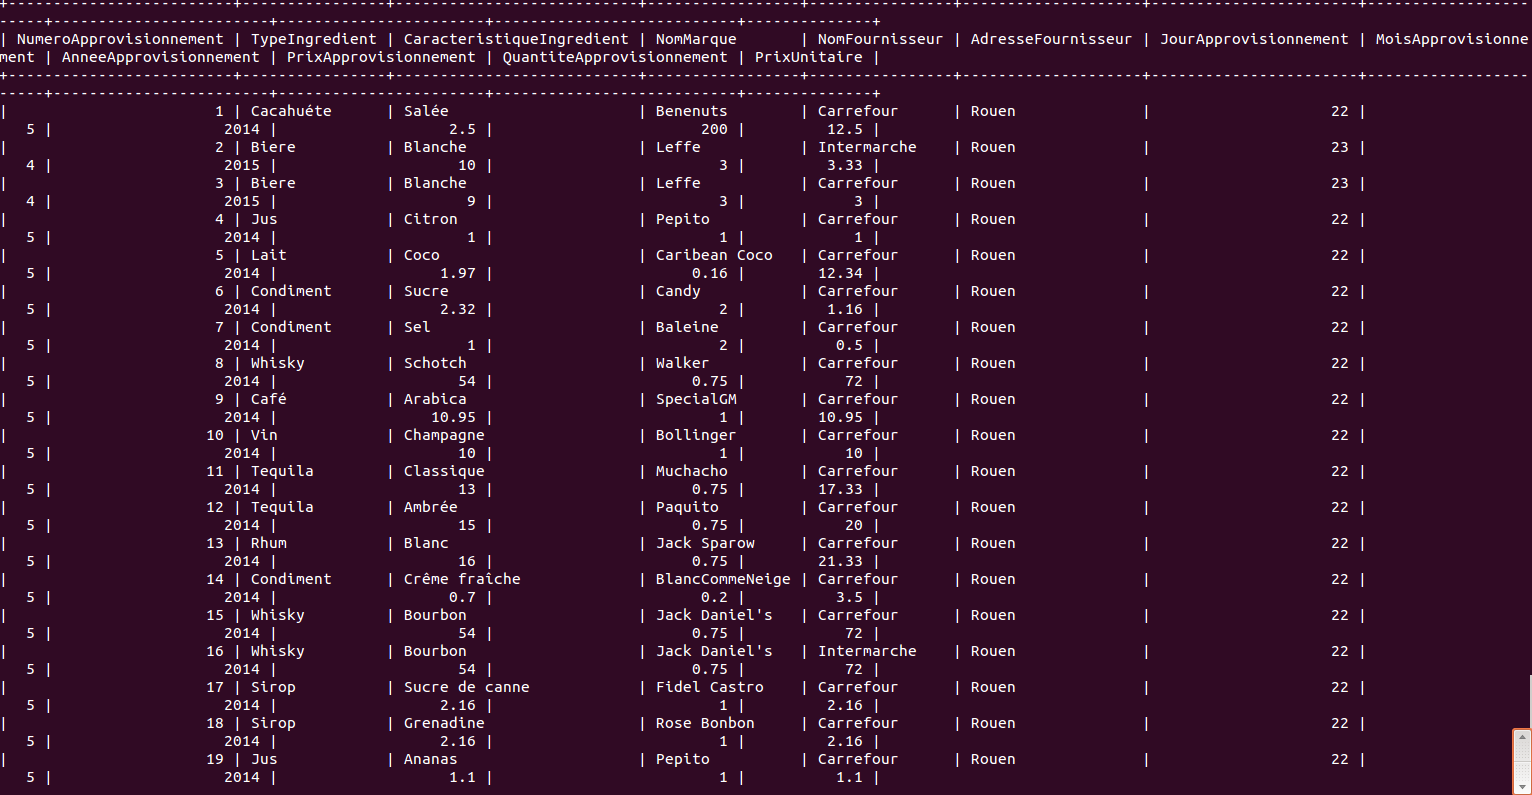 +-------------------------+----------------+---------------------------+-----------------+----------------+--------------------+-----------------------+------------------
-----+------------------------+-----------------------+---------------------------+--------------+
| NumeroApprovisionnement | TypeIngredient | CaracteristiqueIngredient | NomMarque | NomFournisseur | AdresseFournisseur | JourApprovisionnement | MoisApprovisionne
ment | AnneeApprovisionnement | PrixApprovisionnement | QuantiteApprovisionnement | PrixUnitaire |
+-------------------------+----------------+---------------------------+-----------------+----------------+--------------------+-----------------------+------------------
-----+------------------------+-----------------------+---------------------------+--------------+
| 1 | Cacahuéte | Salée | Benenuts | Carrefour | Rouen | 22 |
5 | 2014 | 2.5 | 200 | 12.5 |
| 2 | Biere | Blanche | Leffe | Intermarche | Rouen | 23 |
4 | 2015 | 10 | 3 | 3.33 |
| 3 | Biere | Blanche | Leffe | Carrefour | Rouen | 23 |
4 | 2015 | 9 | 3 | 3 |
| 4 | Jus | Citron | Pepito | Carrefour | Rouen | 22 |
5 | 2014 | 1 | 1 | 1 |
| 5 | Lait | Coco | Caribean Coco | Carrefour | Rouen | 22 |
5 | 2014 | 1.97 | 0.16 | 12.34 |
| 6 | Condiment | Sucre | Candy | Carrefour | Rouen | 22 |
5 | 2014 | 2.32 | 2 | 1.16 |
| 7 | Condiment | Sel | Baleine | Carrefour | Rouen | 22 |
5 | 2014 | 1 | 2 | 0.5 |
| 8 | Whisky | Schotch | Walker | Carrefour | Rouen | 22 |
5 | 2014 | 54 | 0.75 | 72 |
| 9 | Café | Arabica | SpecialGM | Carrefour | Rouen | 22 |
5 | 2014 | 10.95 | 1 | 10.95 |
| 10 | Vin | Champagne | Bollinger | Carrefour | Rouen | 22 |
5 | 2014 | 10 | 1 | 10 |
| 11 | Tequila | Classique | Muchacho | Carrefour | Rouen | 22 |
5 | 2014 | 13 | 0.75 | 17.33 |
| 12 | Tequila | Ambrée | Paquito | Carrefour | Rouen | 22 |
5 | 2014 | 15 | 0.75 | 20 |
| 13 | Rhum | Blanc | Jack Sparow | Carrefour | Rouen | 22 |
5 | 2014 | 16 | 0.75 | 21.33 |
| 14 | Condiment | Crême fraîche | BlancCommeNeige | Carrefour | Rouen | 22 |
5 | 2014 | 0.7 | 0.2 | 3.5 |
| 15 | Whisky | Bourbon | Jack Daniel's | Carrefour | Rouen | 22 |
5 | 2014 | 54 | 0.75 | 72 |
| 16 | Whisky | Bourbon | Jack Daniel's | Intermarche | Rouen | 22 |
5 | 2014 | 54 | 0.75 | 72 |
| 17 | Sirop | Sucre de canne | Fidel Castro | Carrefour | Rouen | 22 |
5 | 2014 | 2.16 | 1 | 2.16 |
| 18 | Sirop | Grenadine | Rose Bonbon | Carrefour | Rouen | 22 |
5 | 2014 | 2.16 | 1 | 2.16 |
| 19 | Jus | Ananas | Pepito | Carrefour | Rouen | 22 |
5 | 2014 | 1.1 | 1 | 1.1 |